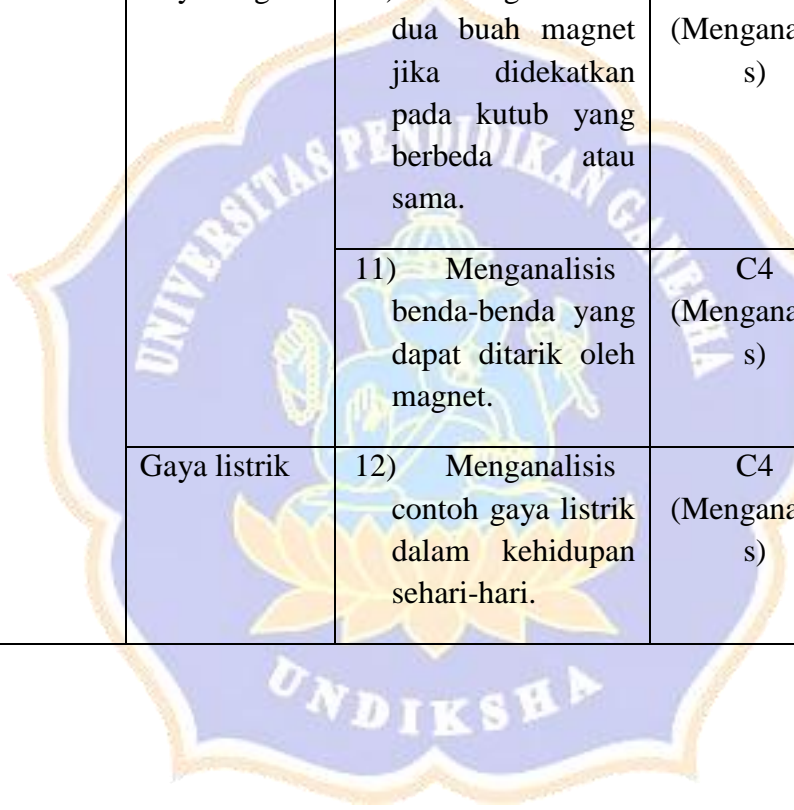 dua buah magnet
jika didekatkan
pada kutub yang
berbeda atau
sama.
11) Menganalisis
benda-benda yang
dapat ditarik oleh
magnet.
C4
(Mengana
s)
Gaya listrik
12) Menganalisis
contoh gaya listrik
dalam kehidupan
sehari-hari.
C4
(Mengana
s)
(Mengana
s)
UNIVERSITAS PENDIDIKAN GANESHA
UNDIKSHA